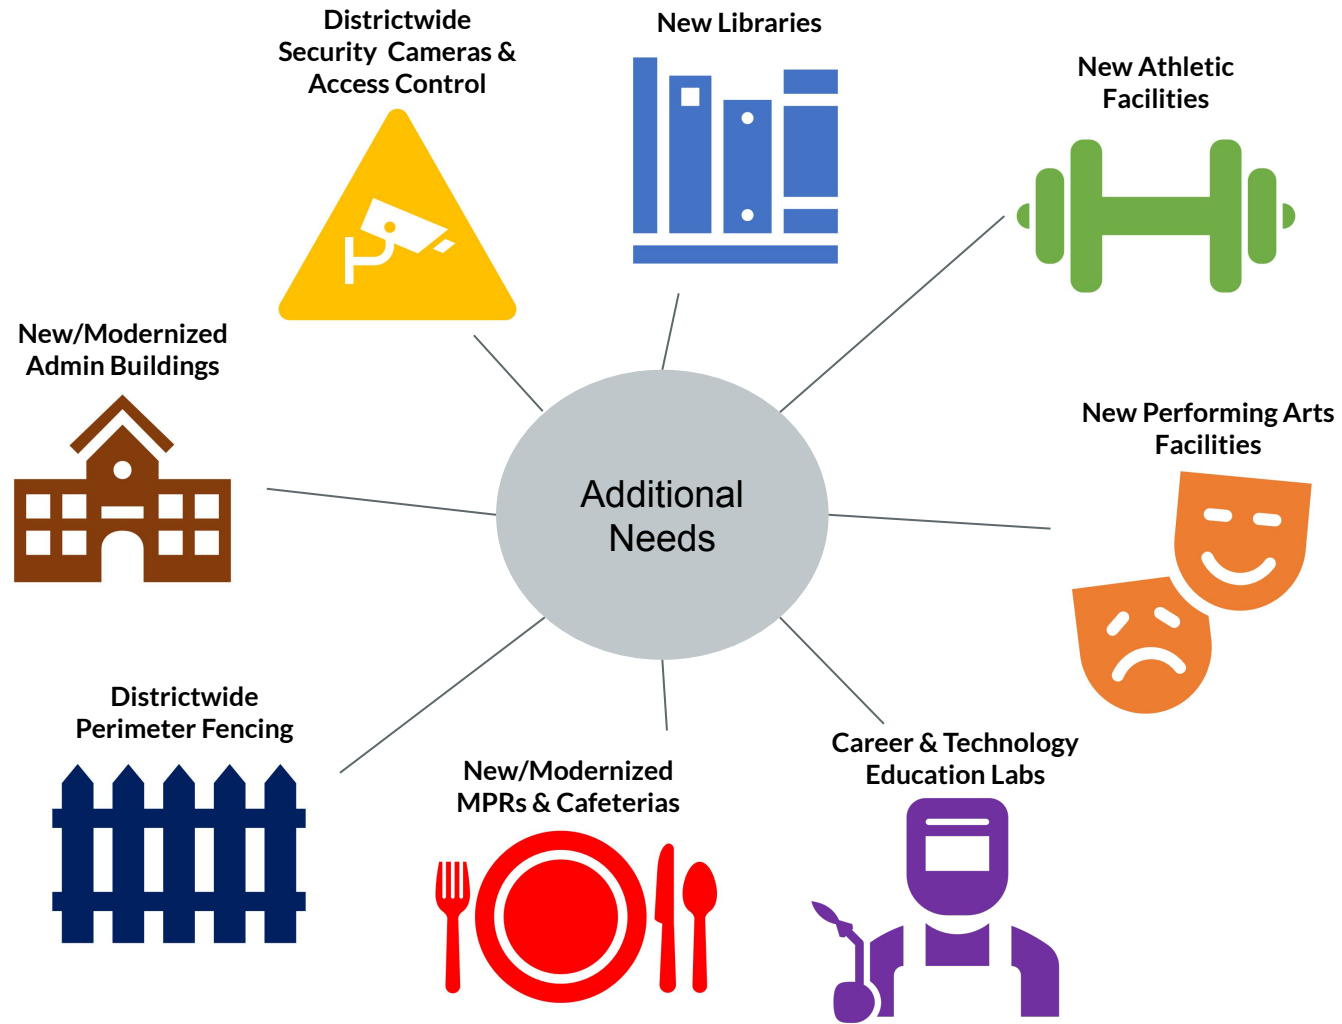 Districtwide
Security Cameras &
Access Control
New Libraries
New Athletic
Facilities
New/Modernized
Admin Buildings
New Performing Arts
Facilities
Additional
Needs
Districtwide
Perimeter Fencing
New/Modernized
MPRs & Cafeterias
Career & Technology
Education Labs